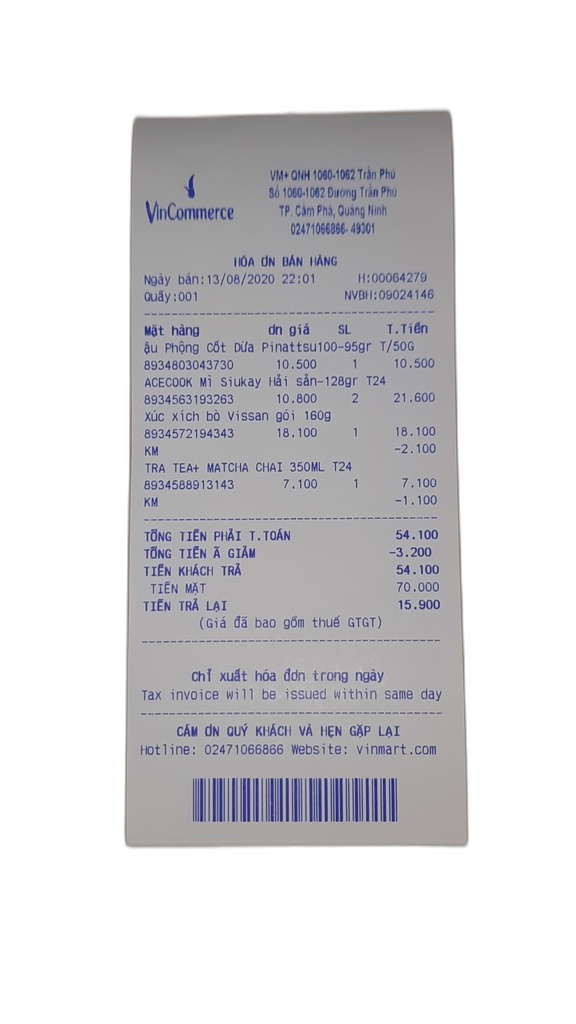 VinCommerce
VM+ QNH 1060-1062 Trần Phú
Số 1060-1062 Đường Trần Phú
TP. Cẩm Phả, Quảng Ninh
02471066866- 49301
HÓA ƠN BÁN HÀNG
Ngày bán:13/08/2020 22:01 H:00064279
Quầy:001 NVBH:09024146
Mặt hàng ơn giá SL T.Tiền
ậu Phộng Cốt Dừa Pinattsu100-95gr T/50G
8934803043730 10.500 1 10.500
ACECOOK Mì Siukay Hải sản-128gr T24
8934563193263 10.800 2 21.600
Xúc xích bò Vissan gói 160g
8934572194343 18.100 1 18.100
KM -2.100
TRA TEA+ MATCHA CHAI 350ML T24
8934588913143 7.100 1 7.100
KM -1.100
TỔNG TIỀN PHẢI T.TOÁN 54.100
TỔNG TIỀN Ã GIẢM -3.200
TIỀN KHÁCH TRẢ 54.100
TIỀN MẶT 70.000
TIỀN TRẢ LẠI 15.900
(Giá đã bao gồm thuế GTGT)
Chỉ xuất hóa đơn trong ngày
Tax invoice will be issued within same day
CẢM ƠN QUÝ KHÁCH VÀ HẸN GẶP LẠI
Hotline: 02471066866 Website: vinmart.com